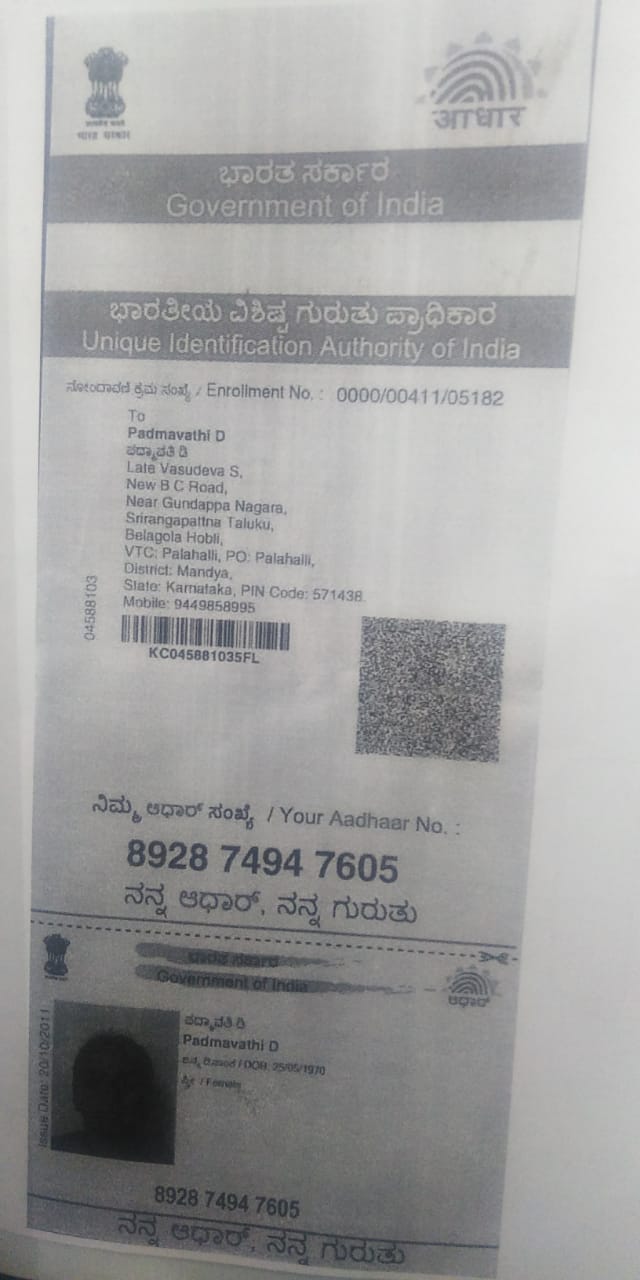 भारत सरकार
आधार
ಭಾರತ ಸರ್ಕಾರ
Government of India
ಭಾರತೀಯ ವಿಶಿಷ್ಟ ಗುರುತು ಪ್ರಾಧಿಕಾರ
Unique Identification Authority of India
ನೋಂದಾವಣೆ ಕ್ರಮ ಸಂಖ್ಯೆ / Enrollment No. : 0000/00411/05182
To
Padmavathi D
ಪದ್ಮಾವತಿ ಡಿ
Late Vasudeva S,
New B C Road,
Near Gundappa Nagara,
Srirangapattna Taluku,
Belagola Hobli,
VTC: Palahalli, PO: Palahalli,
District: Mandya,
State: Karnataka, PIN Code: 571438
Mobile: 9449858995
04588103
KC045881035FL
ನಿಮ್ಮ ಆಧಾರ್ ಸಂಖ್ಯೆ / Your Aadhaar No. :
8928 7494 7605
ನನ್ನ ಆಧಾರ್, ನನ್ನ ಗುರುತು
ಭಾರತ ಸರ್ಕಾರ
Government of India
ಆಧಾರ್
Issue Date: 20/10/2011
ಪದ್ಮಾವತಿ ಡಿ
Padmavathi D
/ DOB: 25/05/1970
ಸ್ತ್ರೀ / Female
8928 7494 7605
ನನ್ನ ಆಧಾರ್, ನನ್ನ ಗುರುತು